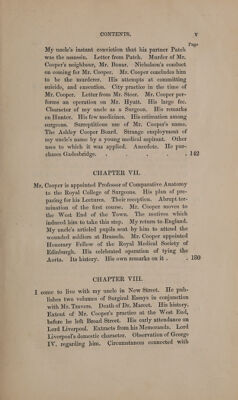 CONTENTS. v
Page
My uncle's instant conviction that his partner Patch
was the assassin. Letter from Patch. Murder of Mr.
Cooper's neighbour, Mr. Bonar. Nicholson's conduct
on coming for Mr. Cooper. Mr. Cooper concludes him
to be the murderer. His attempts at committing
suicide, and execution. City practice in the time of
Mr. Cooper. Letter from Mr. Steer. Mr. Cooper per-
forms an operation on Mr. Hyatt. His large fee.
Character of my uncle as a Surgeon. His remarks
on Hunter. His few medicines. His estimation among
surgeons. Surreptitious use of Mr. Cooper's name.
The Ashley Cooper Board. Strange employment of
my uncle's name by a young medical aspirant. Other
uses to which it was applied. Anecdote. He pur-
chases Gadesbridge. . . . . . . 142
CHAPTER VII.
Mr. Cooper is appointed Professor of Comparative Anatomy
to the Royal College of Surgeons. His plan of pre-
paring for his Lectures. Their reception. Abrupt ter-
mination of the first course. Mr. Cooper moves to
the West End of the Town. The motives which
induced him to take this step. My return to England.
My uncle's articled pupils sent by him to attend the
wounded soldiers at Brussels. Mr. Cooper appointed
Honorary Fellow of the Royal Medical Society of
Edinburgh. His celebrated operation of tying the
Aorta. Its history. His own remarks on it . . 180
CHAPTER VIII.
I come to live with my uncle in New Street. He pub-
lishes two volumes of Surgical Essays in conjunction
with Mr. Travers. Death of Dr. Marcet. His history.
Extent of Mr. Cooper's practice at the West End,
before he left Broad Street. His early attendance on
Lord Liverpool. Extracts from his Memoranda. Lord
Liverpool's domestic character. Observation of George
IV. regarding him. Circumstances connected with